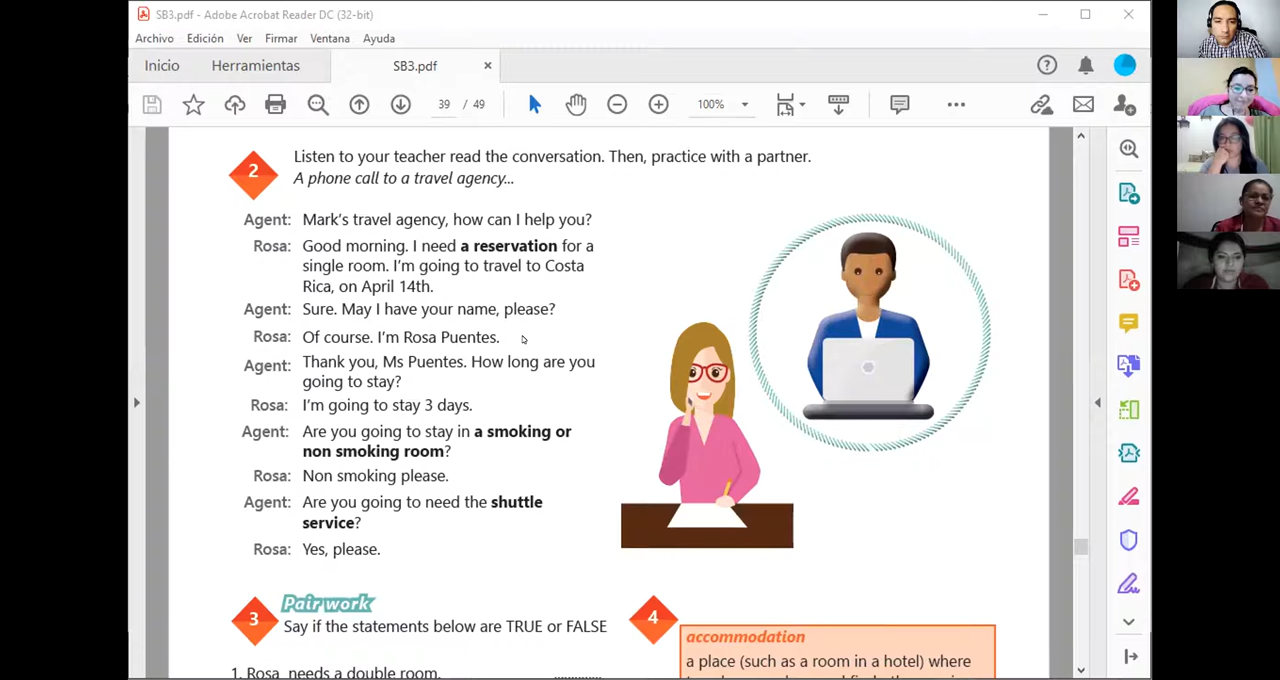 SB3.pdf - Adobe Acrobat Reader DC (32-bit)
Archivo Edición Ver Firmar Ventana Ayuda
Inicio Herramientas SB3.pdf
39 / 49 100%
2 Listen to your teacher read the conversation. Then, practice with a partner.
A phone call to a travel agency...
Agent: Mark's travel agency, how can I help you?
Rosa: Good morning. I need a reservation for a
single room. I'm going to travel to Costa
Rica, on April 14th.
Agent: Sure. May I have your name, please?
Rosa: Of course. I'm Rosa Puentes.
Agent: Thank you, Ms Puentes. How long are you
going to stay?
Rosa: I'm going to stay 3 days.
Agent: Are you going to stay in a smoking or
non smoking room?
Rosa: Non smoking please.
Agent: Are you going to need the shuttle
service?
Rosa: Yes, please.
3 Pair work
Say if the statements below are TRUE or FALSE
1. Rosa needs a double room.
4
accommodation
a place (such as a room in a hotel) where